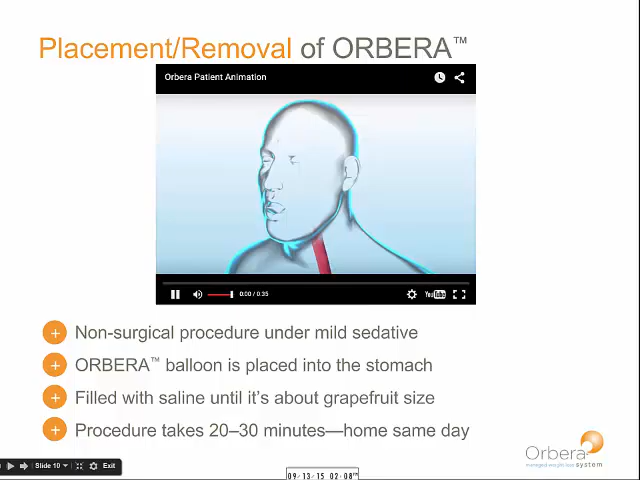 Placement/Removal of ORBERA™
Orbera Patient Animation
0:00 / 0:35
YouTube
Non-surgical procedure under mild sedative
ORBERA™ balloon is placed into the stomach
Filled with saline until it's about grapefruit size
Procedure takes 20–30 minutes—home same day
Slide 10
Exit
Orbera
managed weight loss system
09/13/15 02:08PM